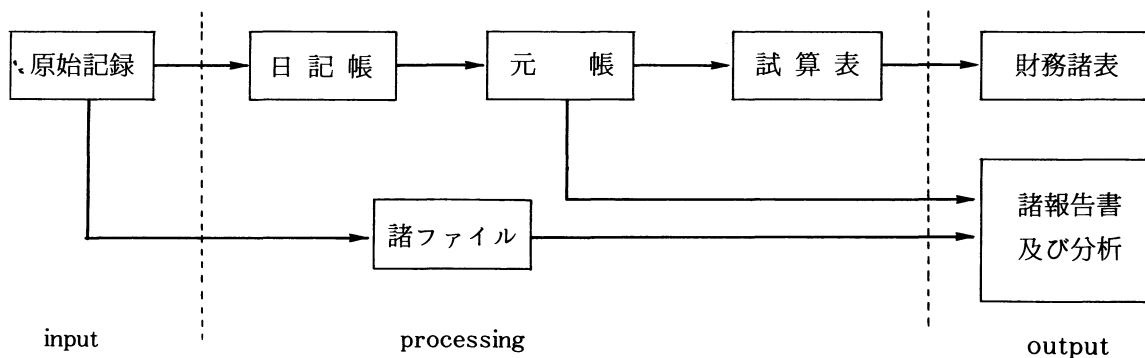 原始記録
日記帳
元帳
試算表
財務諸表
諸ファイル
諸報告書
及び分析
input
processing
output